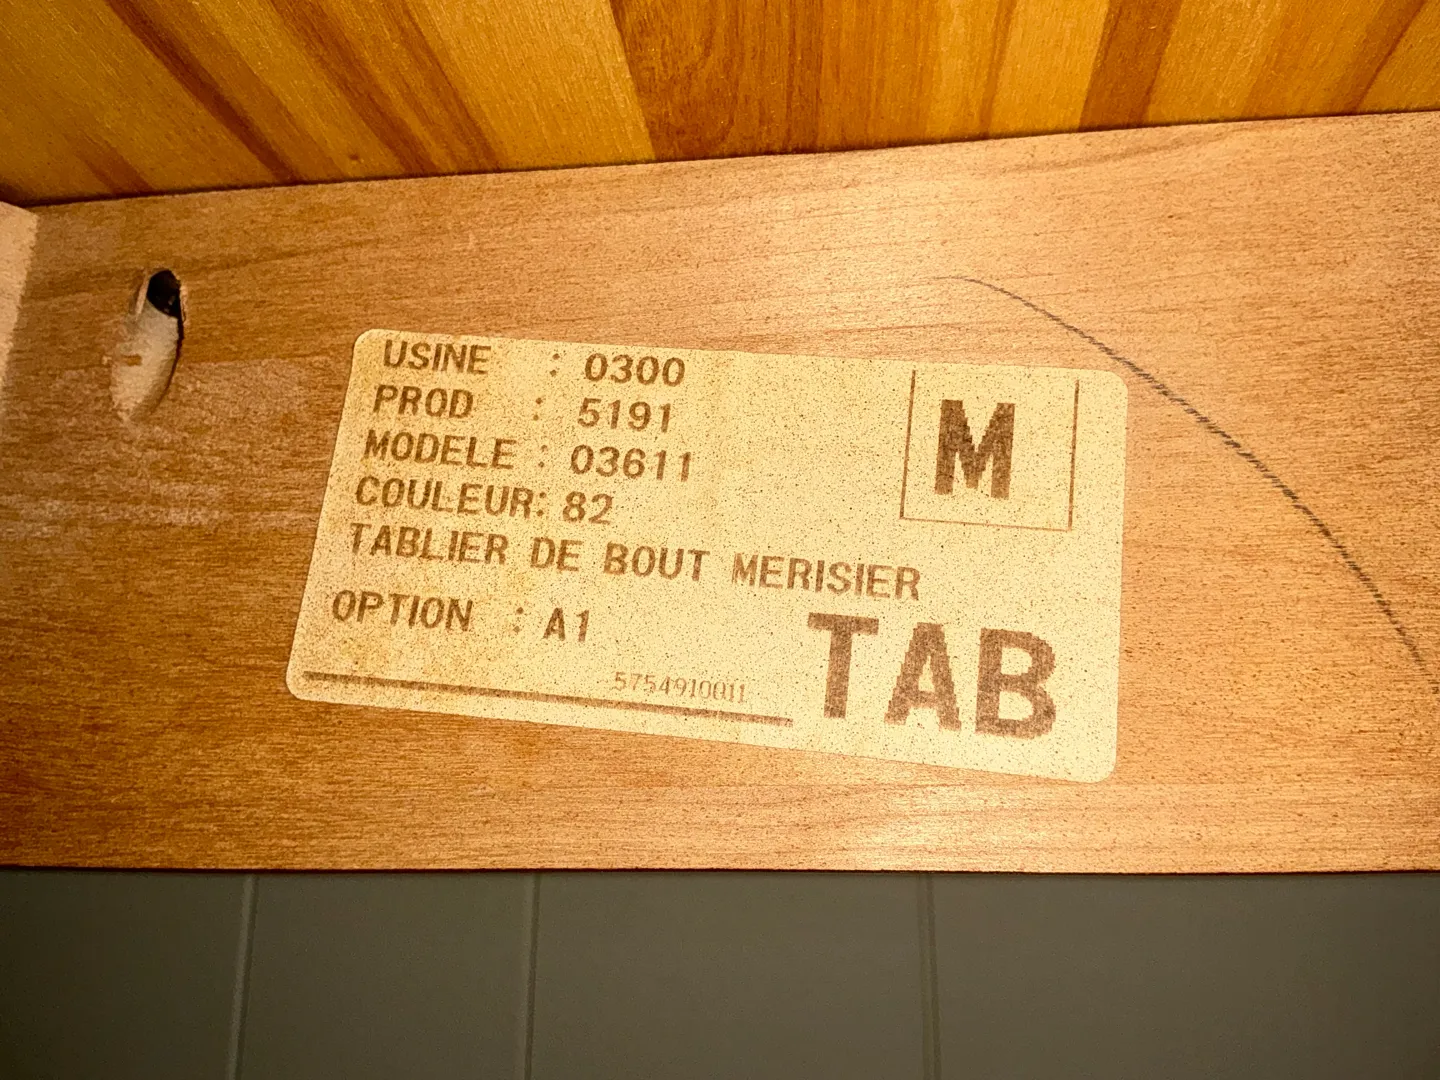 USINE : 0300
PROD : 5191
MODELE : 03611
COULEUR: 82
M
TABLIER DE BOUT MERISIER
OPTION : A1
TAB
5754910011